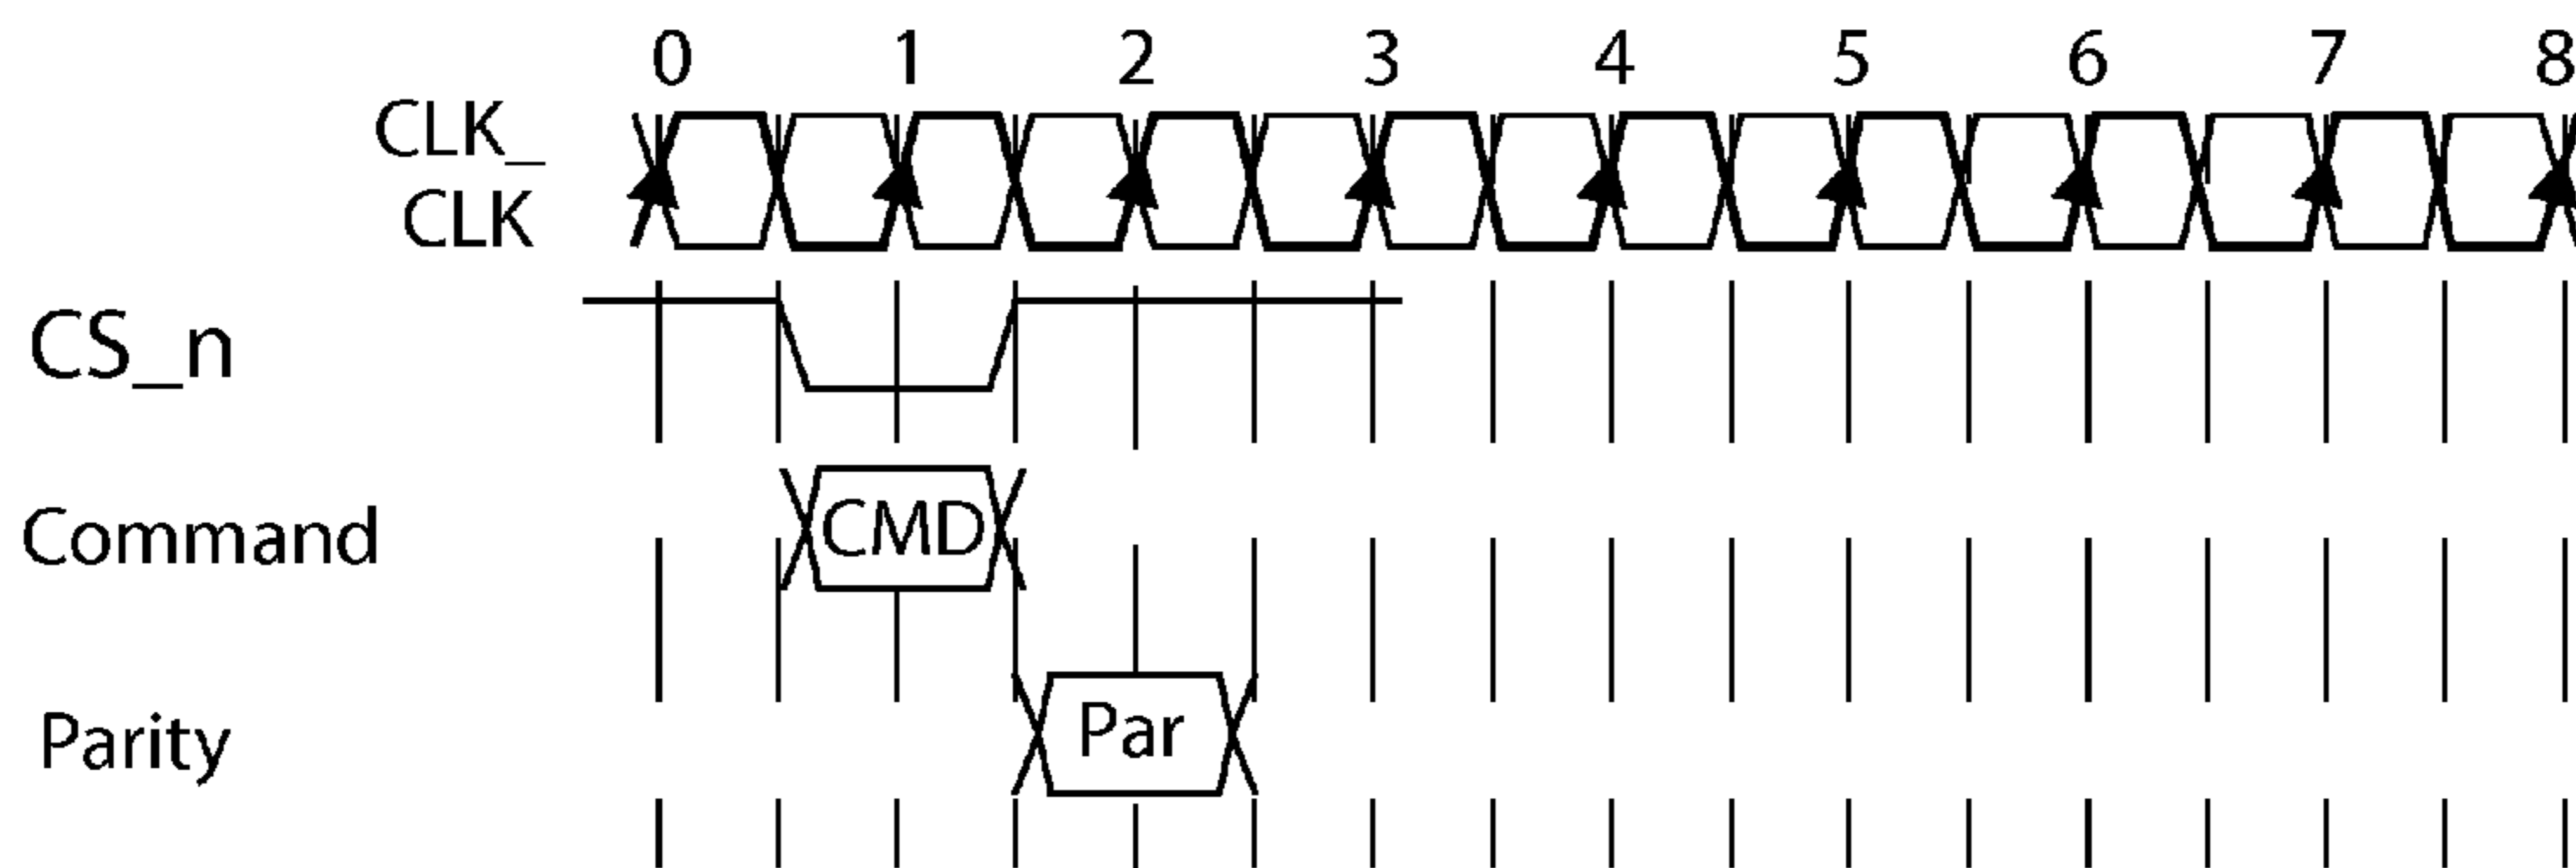 0 1 2 3 4 5 6 7 8
CLK_
CLK
CS_n
Command CMD
Parity Par